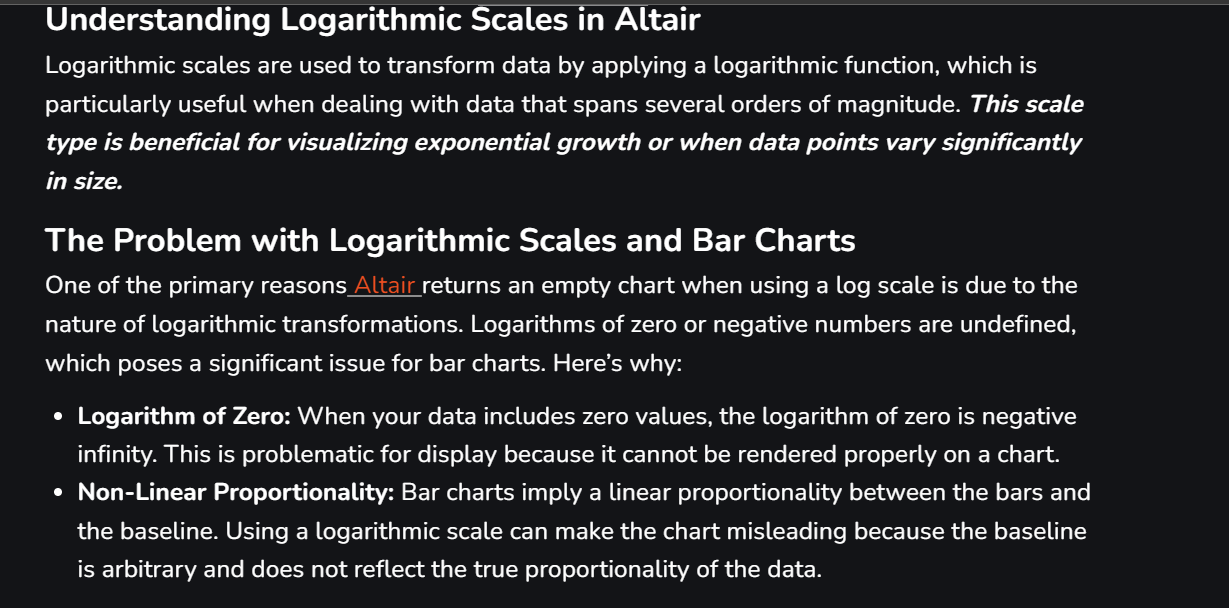 Understanding Logarithmic Scales in Altair
Logarithmic scales are used to transform data by applying a logarithmic function, which is
particularly useful when dealing with data that spans several orders of magnitude. This scale
type is beneficial for visualizing exponential growth or when data points vary significantly
in size.
The Problem with Logarithmic Scales and Bar Charts
One of the primary reasons Altair returns an empty chart when using a log scale is due to the
nature of logarithmic transformations. Logarithms of zero or negative numbers are undefined,
which poses a significant issue for bar charts. Here’s why:
• Logarithm of Zero: When your data includes zero values, the logarithm of zero is negative
infinity. This is problematic for display because it cannot be rendered properly on a chart.
• Non-Linear Proportionality: Bar charts imply a linear proportionality between the bars and
the baseline. Using a logarithmic scale can make the chart misleading because the baseline
is arbitrary and does not reflect the true proportionality of the data.